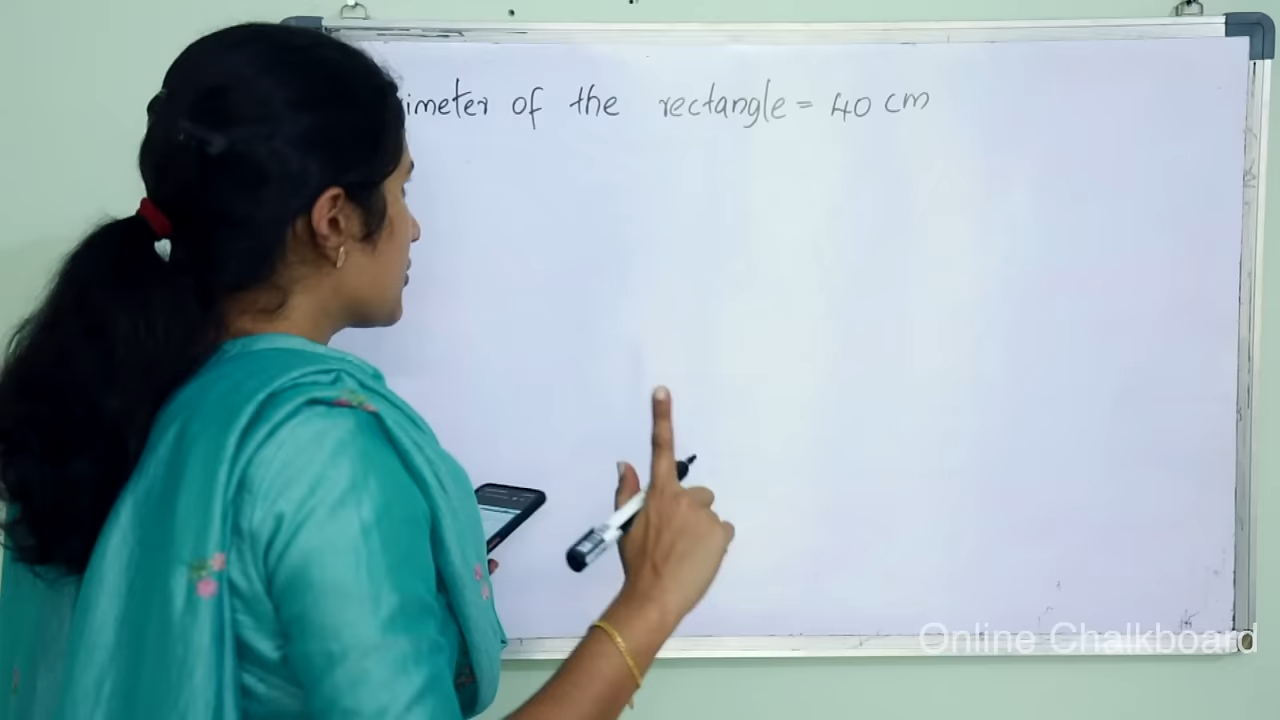 imeter of the rectangle = 40 cm
Online Chalkboard